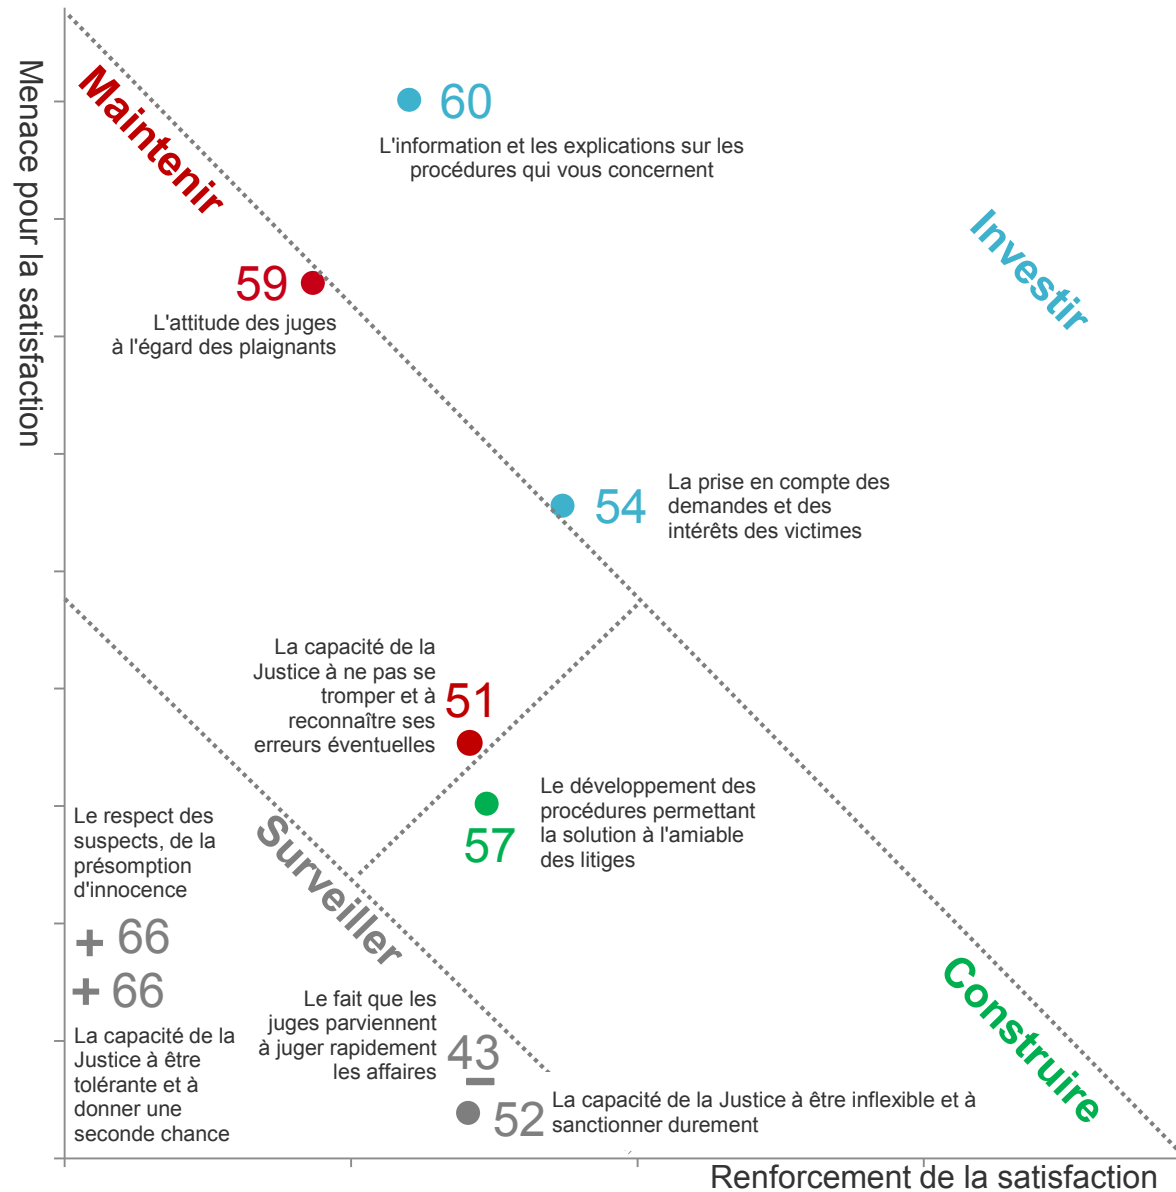 Menace pour la satisfaction
Maintenir
60
L'information et les explications sur les
procédures qui vous concernent
Investir
59
L'attitude des juges
à l'égard des plaignants
54
La prise en compte des
demandes et des
intérêts des victimes
La capacité de la
Justice à ne pas se
tromper et à
reconnaître ses
erreurs éventuelles
51
Le développement des
procédures permettant
la solution à l'amiable
des litiges
57
Surveiller
Le respect des
suspects, de la
présomption
d'innocence
+ 66
+ 66
La capacité de la
Justice à être
tolérante et à
donner une
seconde chance
Le fait que les
juges parviennent
à juger rapidement
les affaires
43
52
La capacité de la Justice à être inflexible et à
sanctionner durement
Construire
Renforcement de la satisfaction